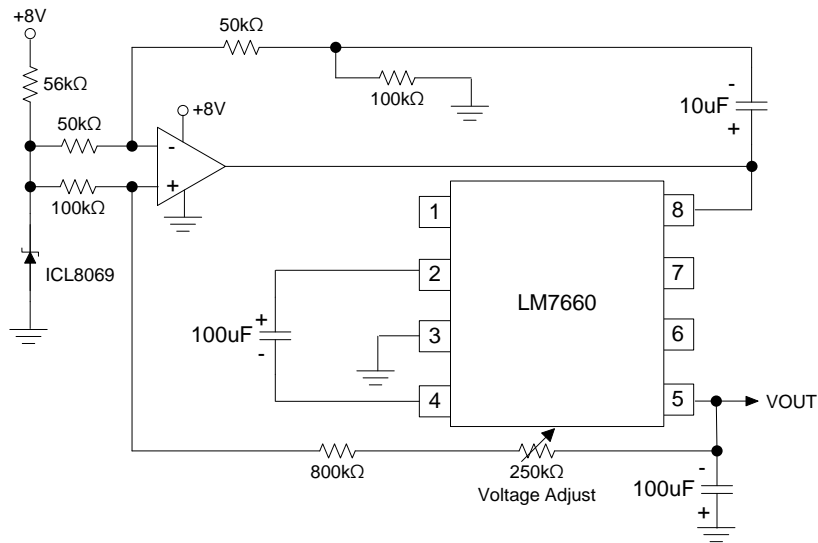 +8V
50kΩ
56kΩ
100kΩ
-
10uF
+
+8V
50kΩ
-
+
100kΩ
ICL8069
1
8
2
7
LM7660
+
100uF
-
3
6
4
5
VOUT
800kΩ
250kΩ
Voltage Adjust
-
100uF
+